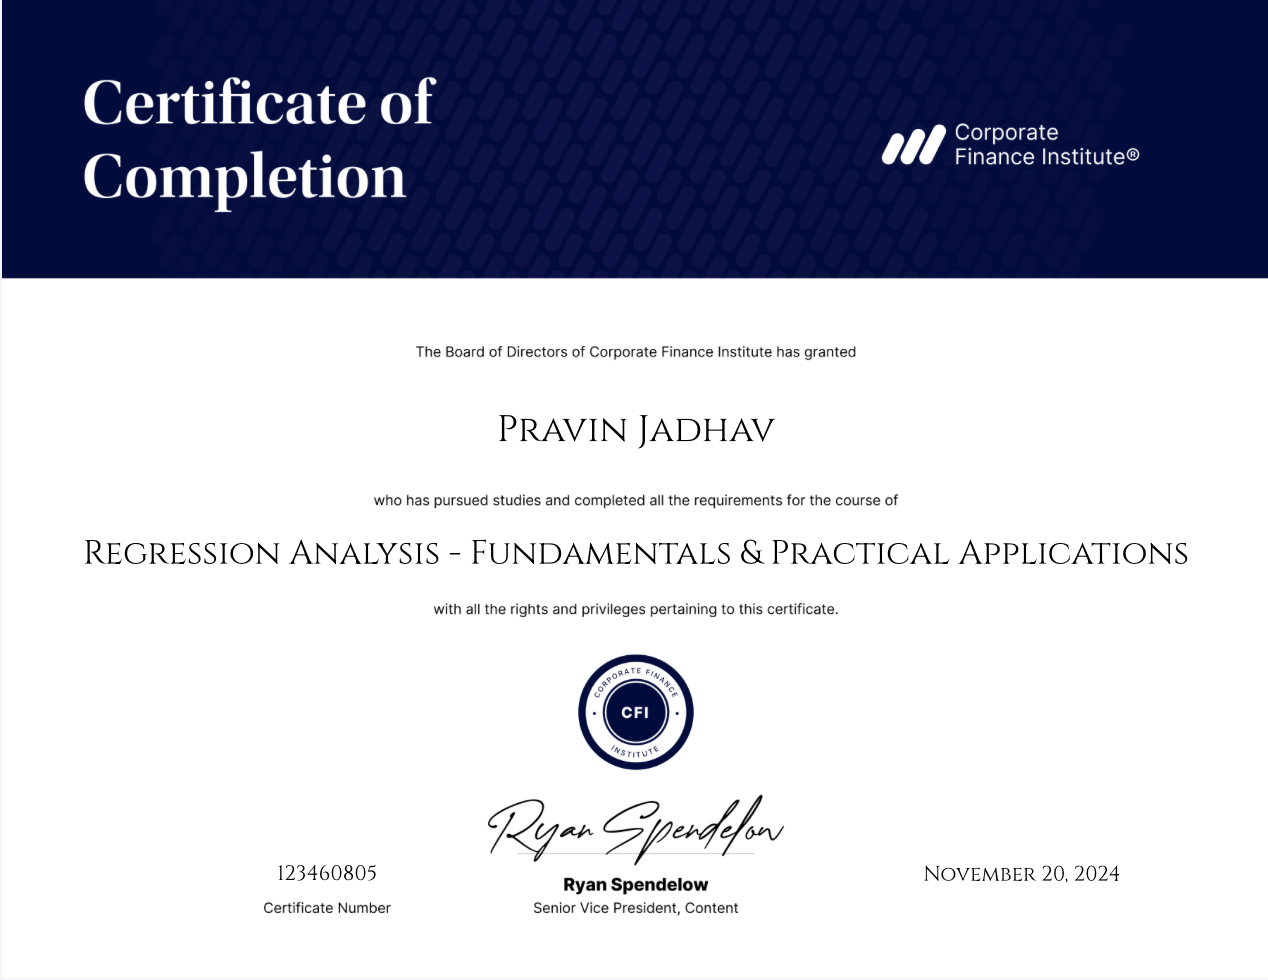 Certificate of
Completion
Corporate
Finance Institute®
The Board of Directors of Corporate Finance Institute has granted
Pravin Jadhav
who has pursued studies and completed all the requirements for the course of
Regression Analysis - Fundamentals & Practical Applications
with all the rights and privileges pertaining to this certificate.
CORPORATE FINANCE
CFI
INSTITUTE
Ryan Spendelow
123460805
November 20, 2024
Ryan Spendelow
Certificate Number
Senior Vice President, Content